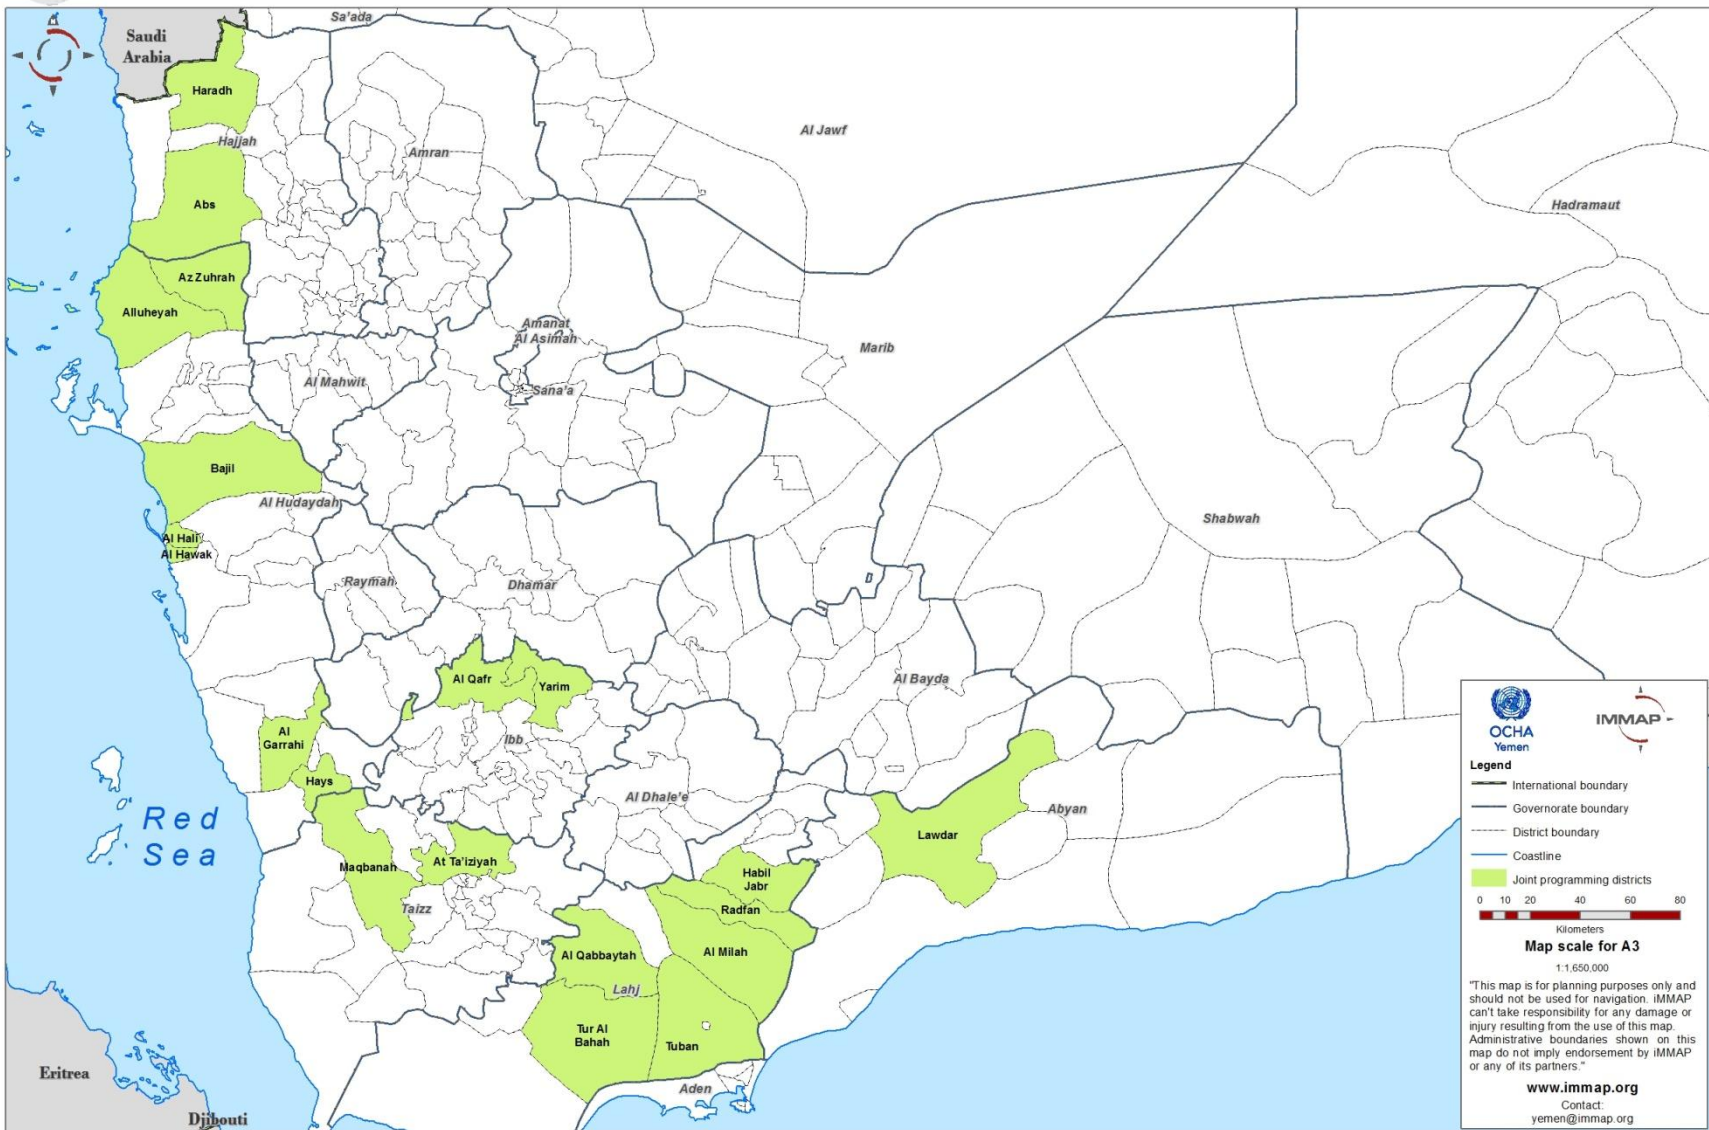 Sa'ada
Saudi
Arabia
Haradh
Hajjah
Amran
Al Jawf
Abs
Hadramaut
Az Zuhrah
Alluheyah
Amanat
Al Asimah
Marib
Al Mahwit
Sana'a
Bajil
Al Hudaydah
Shabwah
Al Hali
Al Hawak
Raymah
Dhamar
Al Qafr
Yarim
Al Bayda
Al
Garrahi
Ibb
Hays
Al Dhale'e
Abyan
Red
Sea
Lawdar
Maqbanah
At Ta'iziyah
Habil
Jabr
Radfan
Taizz
Al Qabbaytah
Al Milah
Lahj
Tur Al
Bahah
Tuban
Eritrea
Aden
Djibouti
OCHA
Yemen
IMMAP
Legend
International boundary
Governorate boundary
District boundary
Coastline
Joint programming districts
0 10 20 40 60 80
Kilometers
Map scale for A3
1:1,650,000
"This map is for planning purposes only and
should not be used for navigation. iMMAP
can't take responsibility for any damage or
injury resulting from the use of this map.
Administrative boundaries shown on this
map do not imply endorsement by iMMAP
or any of its partners."
www.immap.org
Contact:
yemen@immap.org